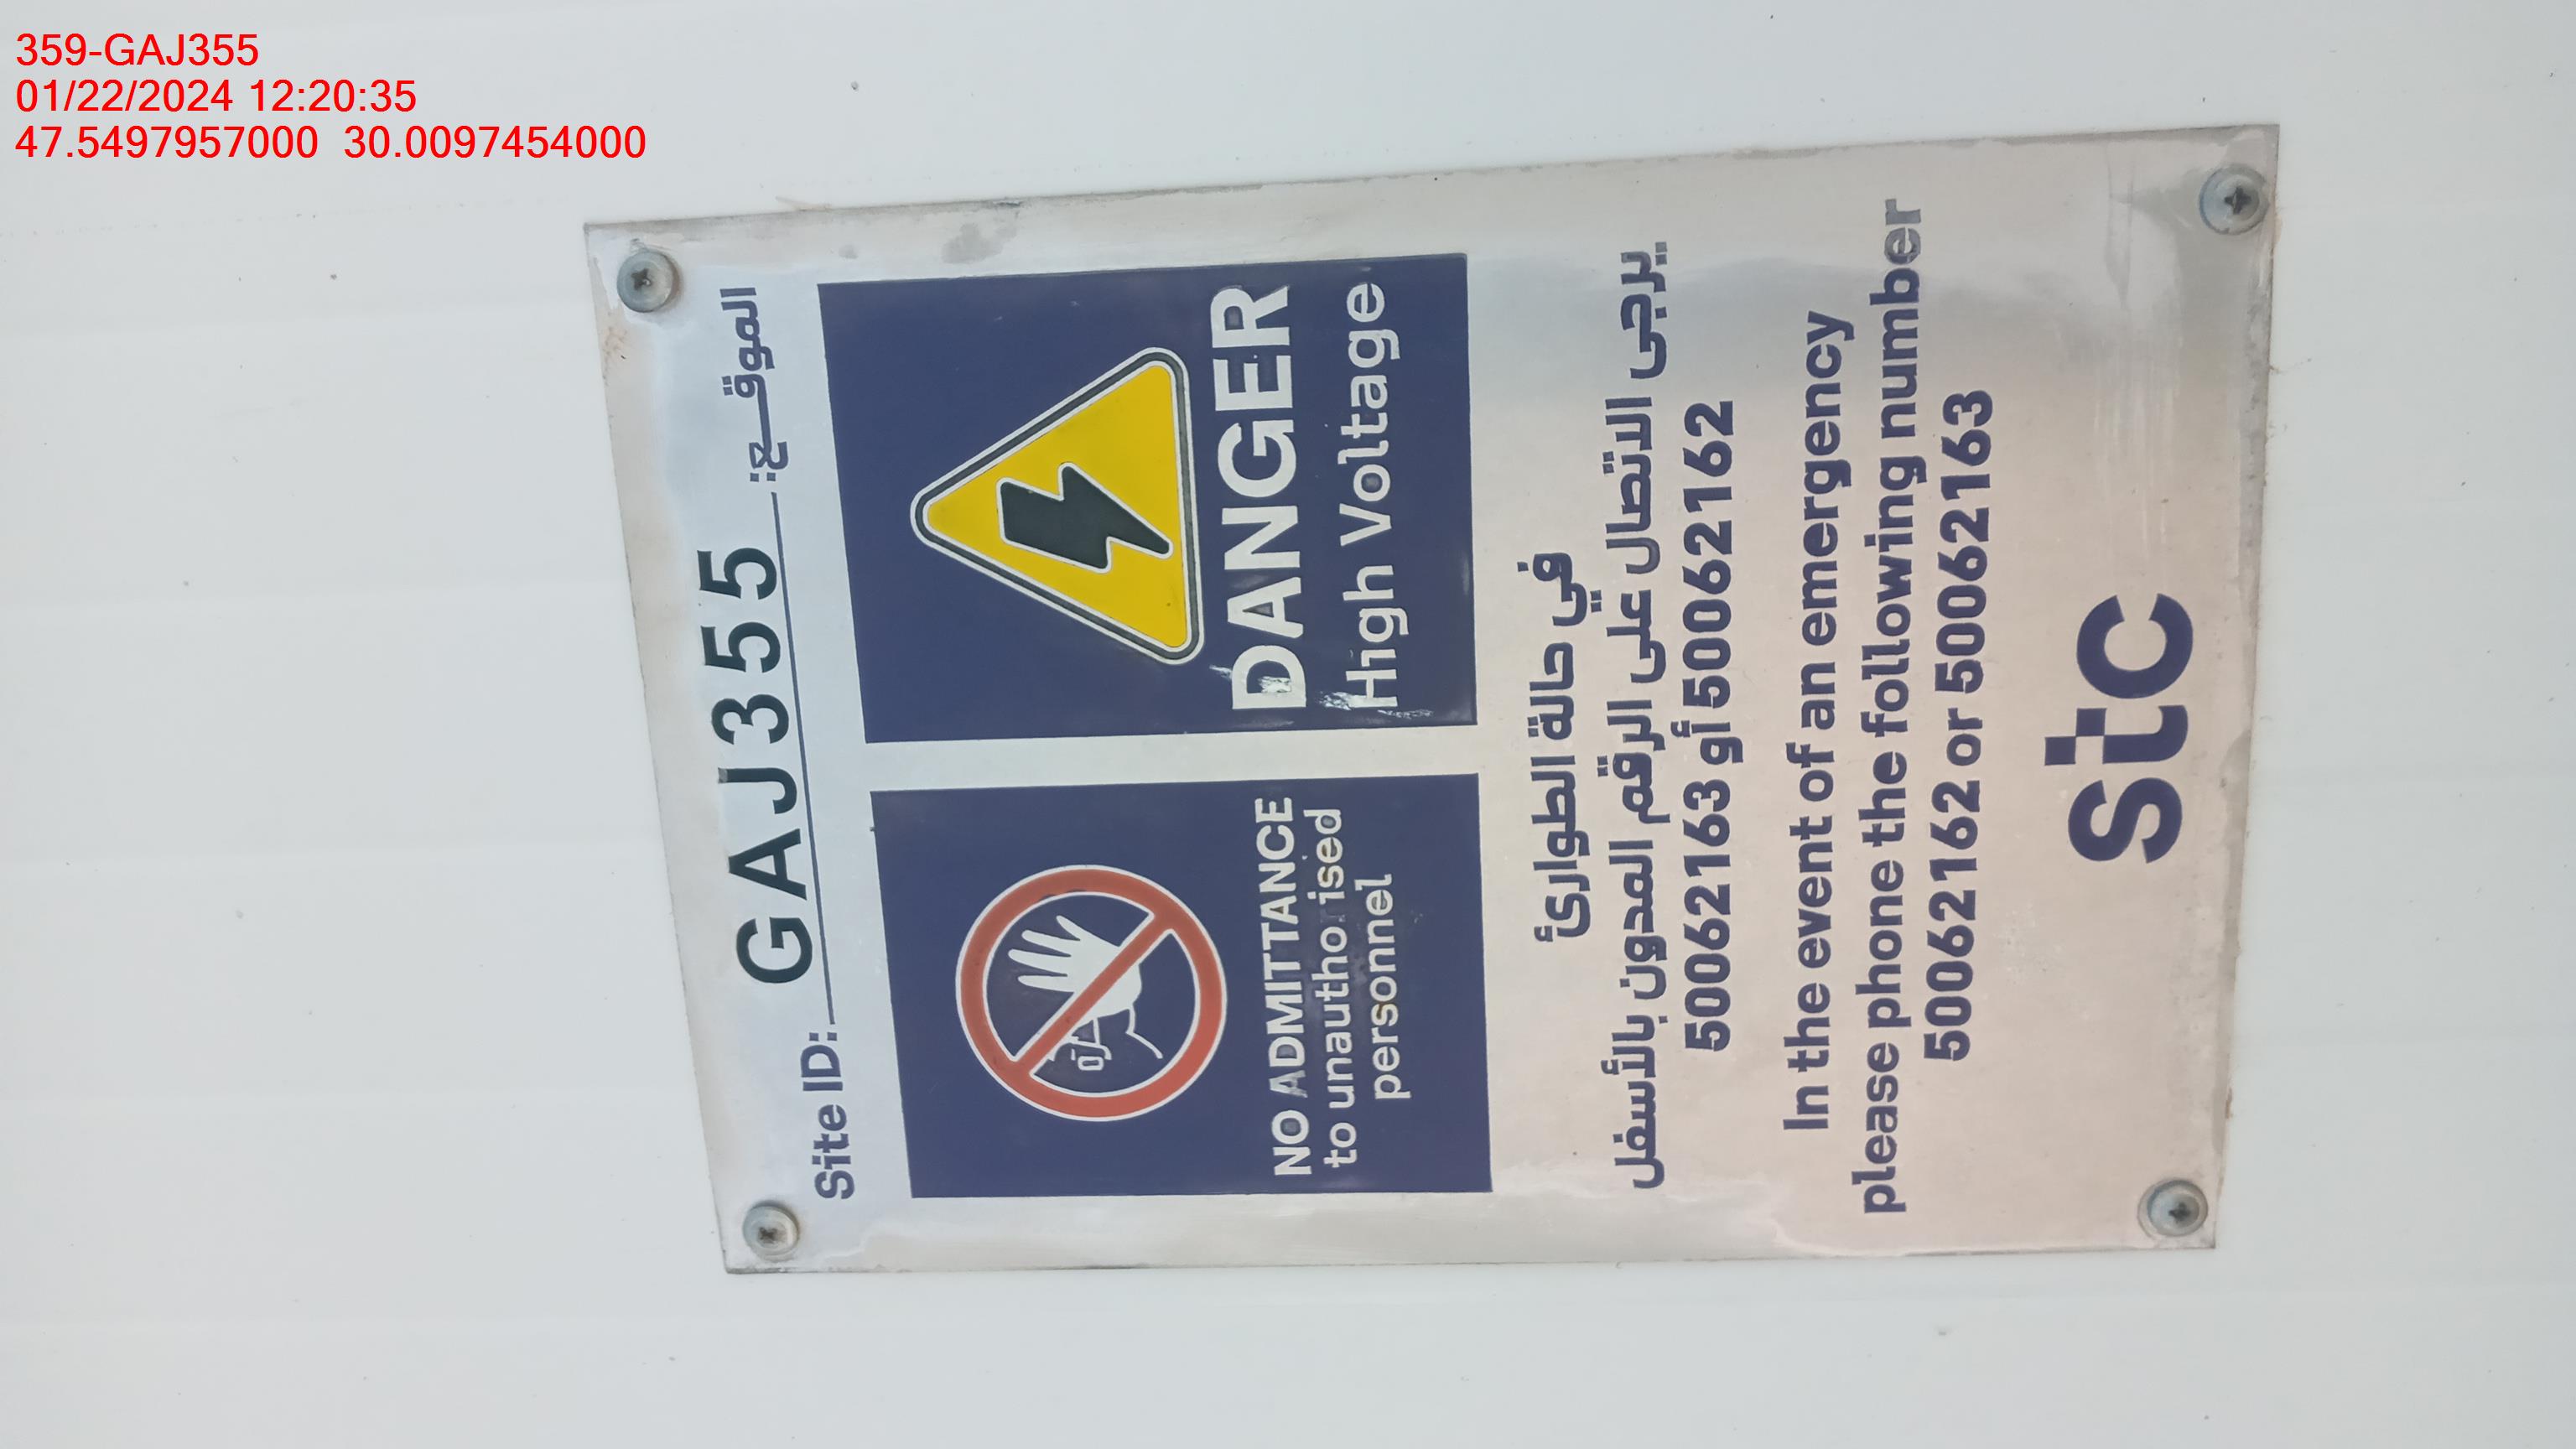 359-GAJ355
01/22/2024 12:20:35
47.5497957000 30.0097454000
Site ID: GAJ355 الموقـــع:
NO ADMITTANCE
to unauthorised
personnel
DANGER
High Voltage
في حالة الطوارئ
يرجى الاتصال على الرقم المدون بالأسفل
50062163 أو 50062162
In the event of an emergency
please phone the following number
50062162 or 50062163
stc